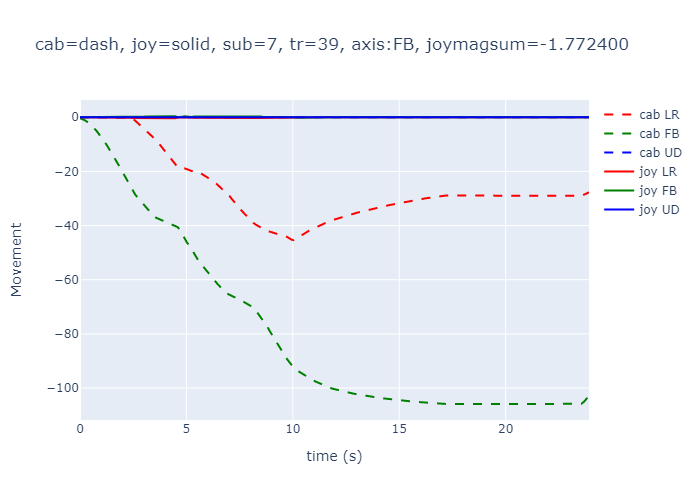 cab=dash, joy=solid, sub=7, tr=39, axis:FB, joymagsum=-1.772400
cab LR
cab FB
cab UD
joy LR
joy FB
joy UD
0
−20
−40
−60
−80
−100
Movement
0
5
10
15
20
time (s)